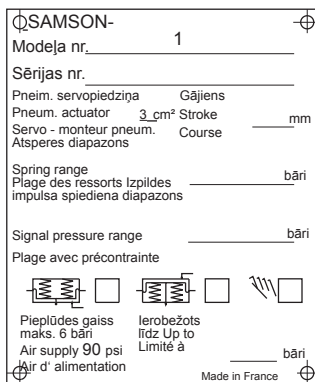 SAMSON-
Modeļa nr. 1
Sērijas nr.
Pneim. servopiedziņa Gājiens
Pneum. actuator 3 cm² Stroke mm
Servo - monteur pneum. Course
Atsperes diapazons
Spring range
Plage des ressorts Izpildes bāri
impulsa spiediena diapazons
Signal pressure range bāri
Plage avec précontrainte
Pieplūdes gaiss Ierobežots
maks. 6 bāri līdz Up to
Air supply 90 psi Limité à
Air d' alimentation bāri
Made in France